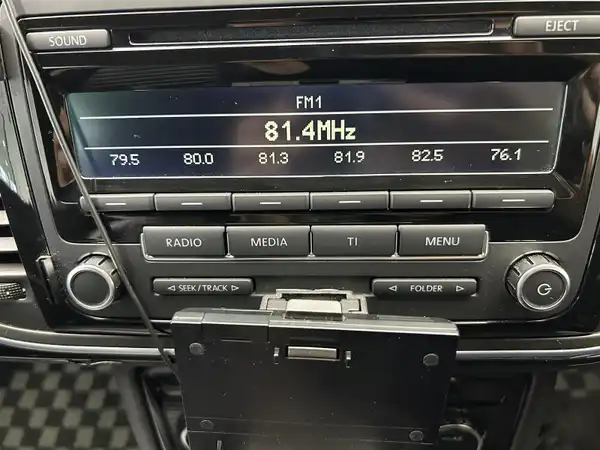 SOUND EJECT
FM1
81.4MHz
79.5 80.0 81.3 81.9 82.5 76.1
RADIO MEDIA TI MENU
SEEK/TRACK FOLDER